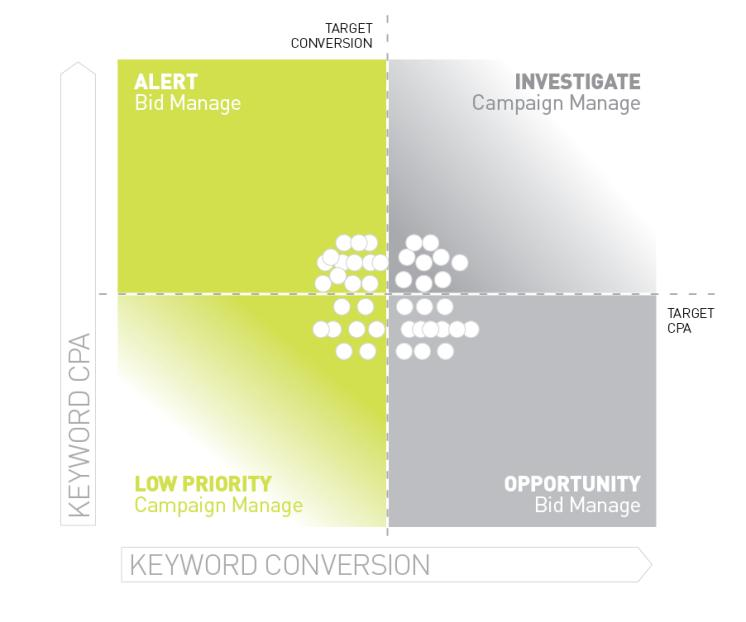 TARGET
CONVERSION
ALERT
Bid Manage
INVESTIGATE
Campaign Manage
TARGET
CPA
KEYWORD CPA
LOW PRIORITY
Campaign Manage
OPPORTUNITY
Bid Manage
KEYWORD CONVERSION